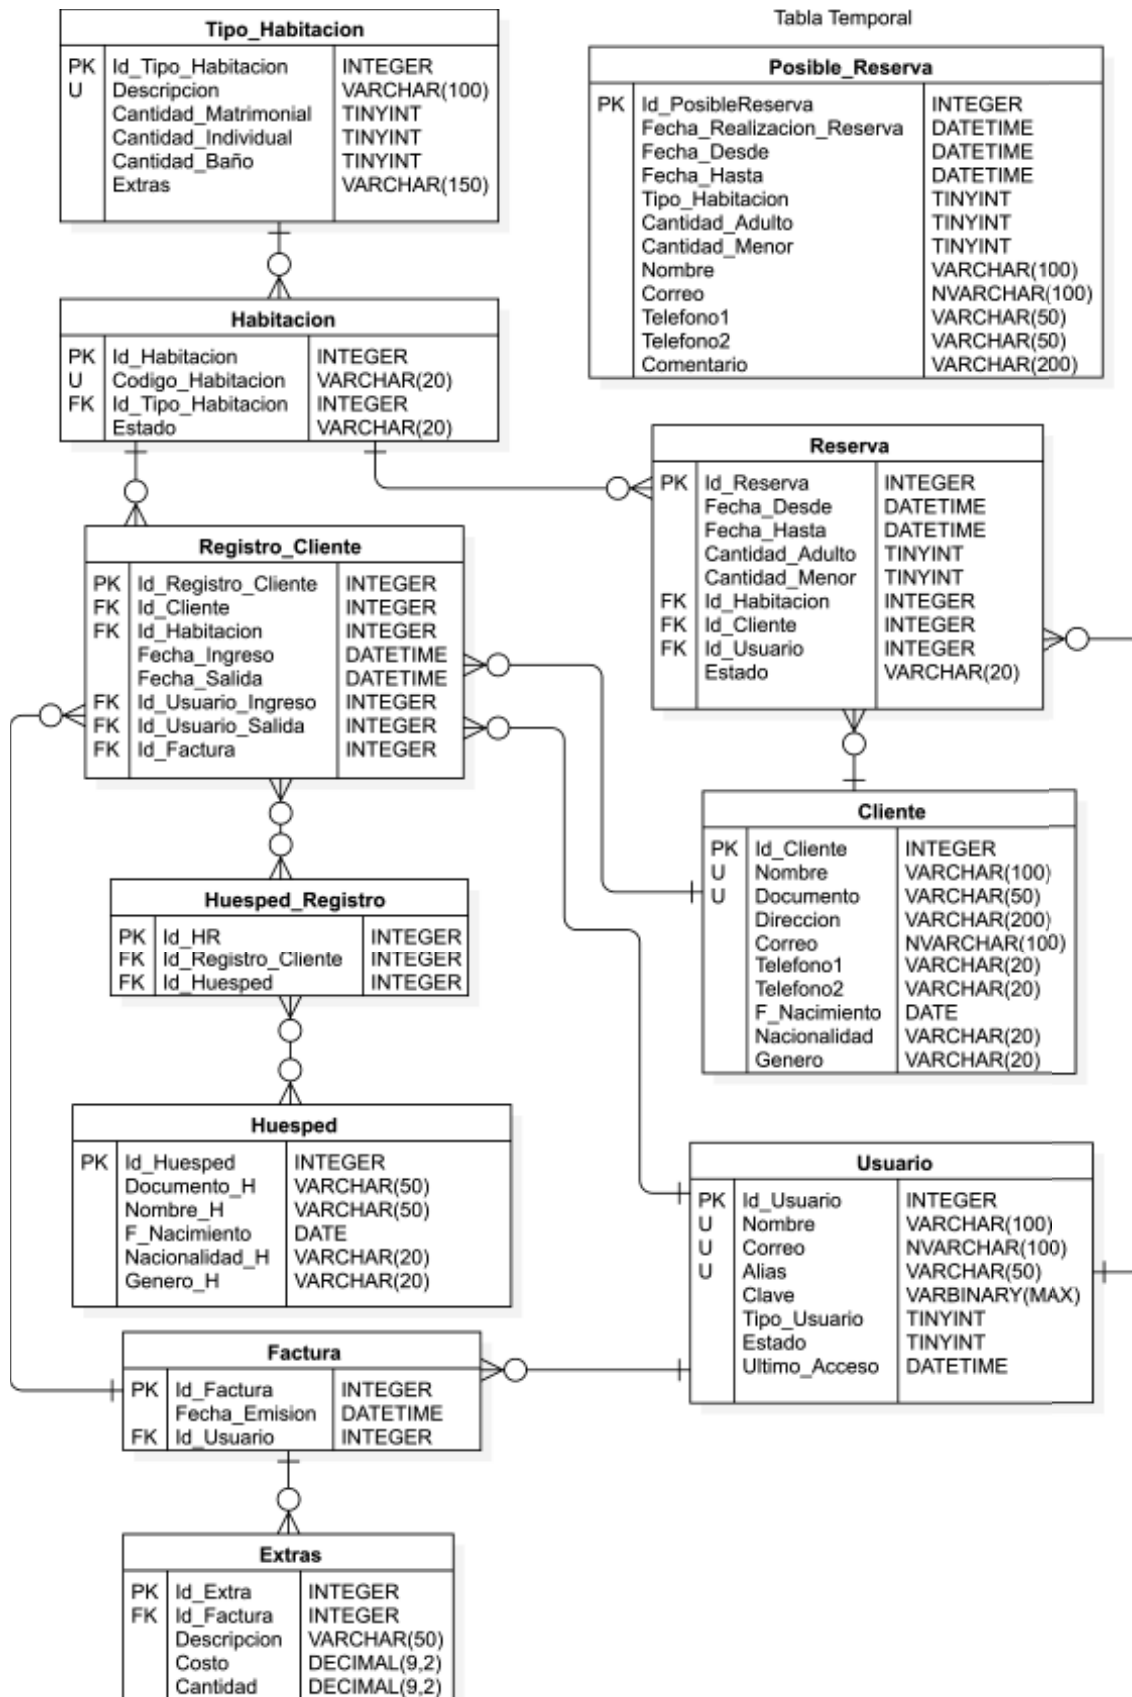 Tipo_Habitacion
PK Id_Tipo_Habitacion INTEGER
U Descripcion VARCHAR(100)
Cantidad_Matrimonial TINYINT
Cantidad_Individual TINYINT
Cantidad_Baño TINYINT
Extras VARCHAR(150)
Tabla Temporal
Posible_Reserva
PK Id_PosibleReserva INTEGER
Fecha_Realizacion_Reserva DATETIME
Fecha_Desde DATETIME
Fecha_Hasta DATETIME
Tipo_Habitacion TINYINT
Cantidad_Adulto TINYINT
Cantidad_Menor TINYINT
Nombre VARCHAR(100)
Correo NVARCHAR(100)
Telefono1 VARCHAR(50)
Telefono2 VARCHAR(50)
Comentario VARCHAR(200)
Habitacion
PK Id_Habitacion INTEGER
U Codigo_Habitacion VARCHAR(20)
FK Id_Tipo_Habitacion INTEGER
Estado VARCHAR(20)
Reserva
PK Id_Reserva INTEGER
Fecha_Desde DATETIME
Fecha_Hasta DATETIME
Cantidad_Adulto TINYINT
Cantidad_Menor TINYINT
FK Id_Habitacion INTEGER
FK Id_Cliente INTEGER
FK Id_Usuario INTEGER
Estado VARCHAR(20)
Registro_Cliente
PK Id_Registro_Cliente INTEGER
FK Id_Cliente INTEGER
FK Id_Habitacion INTEGER
Fecha_Ingreso DATETIME
Fecha_Salida DATETIME
FK Id_Usuario_Ingreso INTEGER
FK Id_Usuario_Salida INTEGER
FK Id_Factura INTEGER
Cliente
PK Id_Cliente INTEGER
U Nombre VARCHAR(100)
U Documento VARCHAR(50)
Direccion VARCHAR(200)
Correo NVARCHAR(100)
Telefono1 VARCHAR(20)
Telefono2 VARCHAR(20)
F_Nacimiento DATE
Nacionalidad VARCHAR(20)
Genero VARCHAR(20)
Huesped_Registro
PK Id_HR INTEGER
FK Id_Registro_Cliente INTEGER
FK Id_Huesped INTEGER
Huesped
PK Id_Huesped INTEGER
Documento_H VARCHAR(50)
Nombre_H VARCHAR(50)
F_Nacimiento DATE
Nacionalidad_H VARCHAR(20)
Genero_H VARCHAR(20)
Usuario
PK Id_Usuario INTEGER
U Nombre VARCHAR(100)
U Correo NVARCHAR(100)
U Alias VARCHAR(50)
Clave VARBINARY(MAX)
Tipo_Usuario TINYINT
Estado TINYINT
Ultimo_Acceso DATETIME
Factura
PK Id_Factura INTEGER
Fecha_Emision DATETIME
FK Id_Usuario INTEGER
Extras
PK Id_Extra INTEGER
FK Id_Factura INTEGER
Descripcion VARCHAR(50)
Costo DECIMAL(9,2)
Cantidad DECIMAL(9,2)